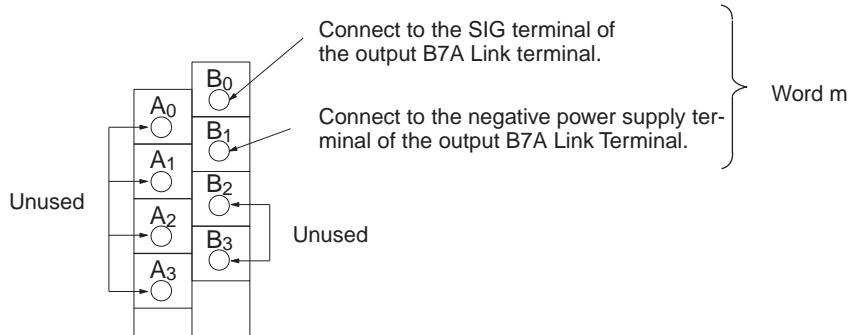 Connect to the SIG terminal of
the output B7A Link terminal.
B0
A0
Word m
Connect to the negative power supply ter-
minal of the output B7A Link Terminal.
B1
A1
B2
Unused
A2
B3
Unused
A3